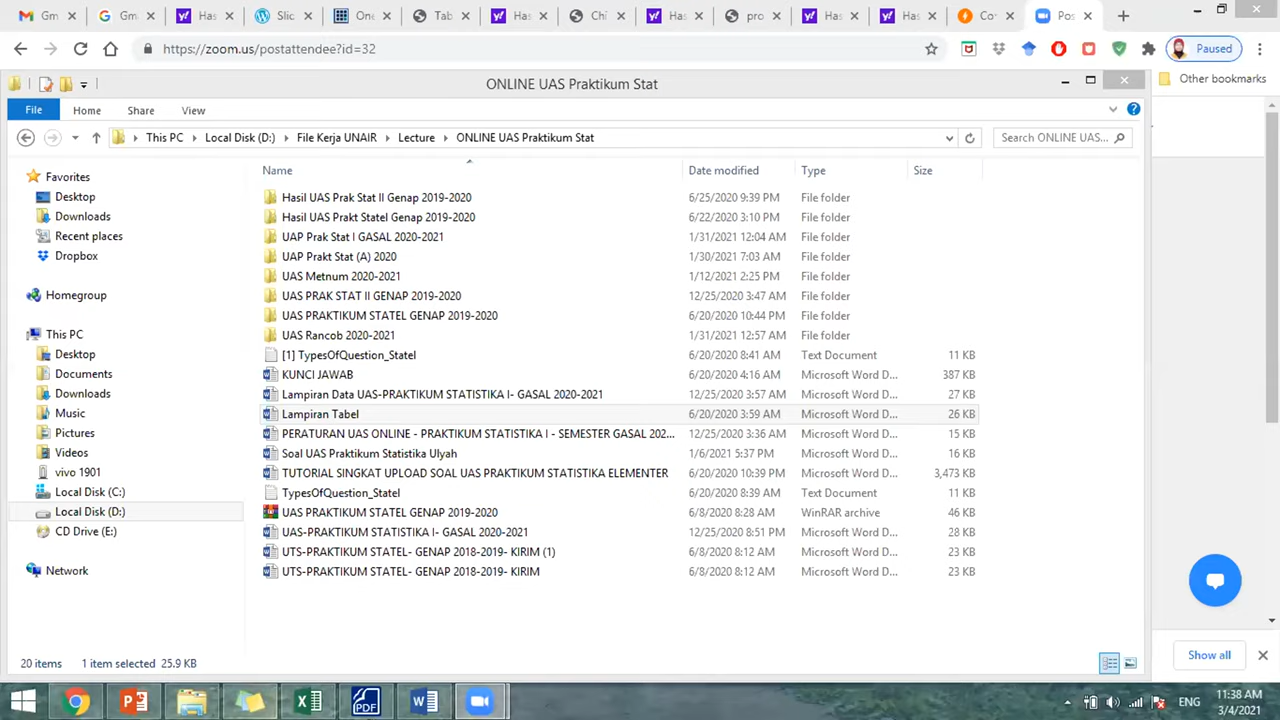 Gm
Gm
Has
Slic
One
Tab
Has
Chi
Has
pro
Has
Has
Co
Pos
https://zoom.us/postattendee?id=32
Paused
Other bookmarks
ONLINE UAS Praktikum Stat
File
Home
Share
View
This PC
Local Disk (D:)
File Kerja UNAIR
Lecture
ONLINE UAS Praktikum Stat
Search ONLINE UAS...
Name
Date modified
Type
Size
Favorites
Desktop
Downloads
Recent places
Dropbox
Homegroup
This PC
Desktop
Documents
Downloads
Music
Pictures
Videos
vivo 1901
Local Disk (C:)
Local Disk (D:)
CD Drive (E:)
Network
Hasil UAS Prak Stat II Genap 2019-2020 6/25/2020 9:39 PM File folder
Hasil UAS Prakt Statel Genap 2019-2020 6/22/2020 3:10 PM File folder
UAP Prak Stat I GASAL 2020-2021 1/31/2021 12:04 AM File folder
UAP Prakt Stat (A) 2020 1/30/2021 7:03 AM File folder
UAS Metnum 2020-2021 1/12/2021 2:25 PM File folder
UAS PRAK STAT II GENAP 2019-2020 12/25/2020 3:47 AM File folder
UAS PRAKTIKUM STATEL GENAP 2019-2020 6/20/2020 10:44 PM File folder
UAS Rancob 2020-2021 1/31/2021 12:57 AM File folder
[1] TypesOfQuestion_Statel 6/20/2020 8:41 AM Text Document 11 KB
KUNCI JAWAB 6/20/2020 4:16 AM Microsoft Word D... 387 KB
Lampiran Data UAS-PRAKTIKUM STATISTIKA I- GASAL 2020-2021 12/25/2020 3:57 AM Microsoft Word D... 27 KB
Lampiran Tabel 6/20/2020 3:59 AM Microsoft Word D... 26 KB
PERATURAN UAS ONLINE - PRAKTIKUM STATISTIKA I - SEMESTER GASAL 202... 12/25/2020 3:36 AM Microsoft Word D... 15 KB
Soal UAS Praktikum Statistika Ulyah 1/6/2021 5:37 PM Microsoft Word D... 16 KB
TUTORIAL SINGKAT UPLOAD SOAL UAS PRAKTIKUM STATISTIKA ELEMENTER 6/20/2020 10:39 PM Microsoft Word D... 3,473 KB
TypesOfQuestion_Statel 6/20/2020 8:39 AM Text Document 11 KB
UAS PRAKTIKUM STATEL GENAP 2019-2020 6/8/2020 8:28 AM WinRAR archive 46 KB
UAS-PRAKTIKUM STATISTIKA I- GASAL 2020-2021 12/25/2020 8:51 PM Microsoft Word D... 28 KB
UTS-PRAKTIKUM STATEL- GENAP 2018-2019- KIRIM (1) 6/8/2020 8:12 AM Microsoft Word D... 23 KB
UTS-PRAKTIKUM STATEL- GENAP 2018-2019- KIRIM 6/8/2020 8:12 AM Microsoft Word D... 23 KB
20 items
1 item selected 25.9 KB
Show all
PDF
ENG
11:38 AM
3/4/2021